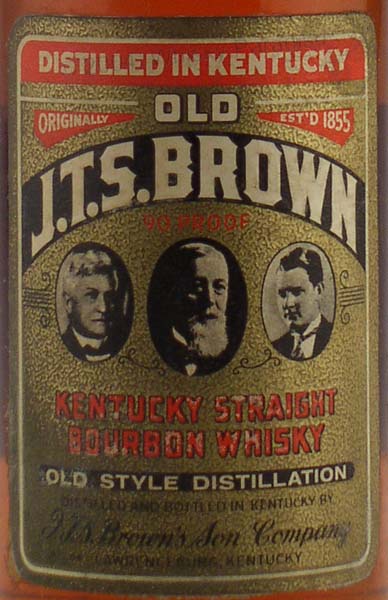 DISTILLED IN KENTUCKY
ORIGINALLY OLD EST'D 1855
J.T.S. BROWN
90 PROOF
KENTUCKY STRAIGHT
BOURBON WHISKY
OLD STYLE DISTILLATION
DISTILLED AND BOTTLED IN KENTUCKY BY
J.T.S. Brown's Son Company
LAWRENCEBURG, KENTUCKY